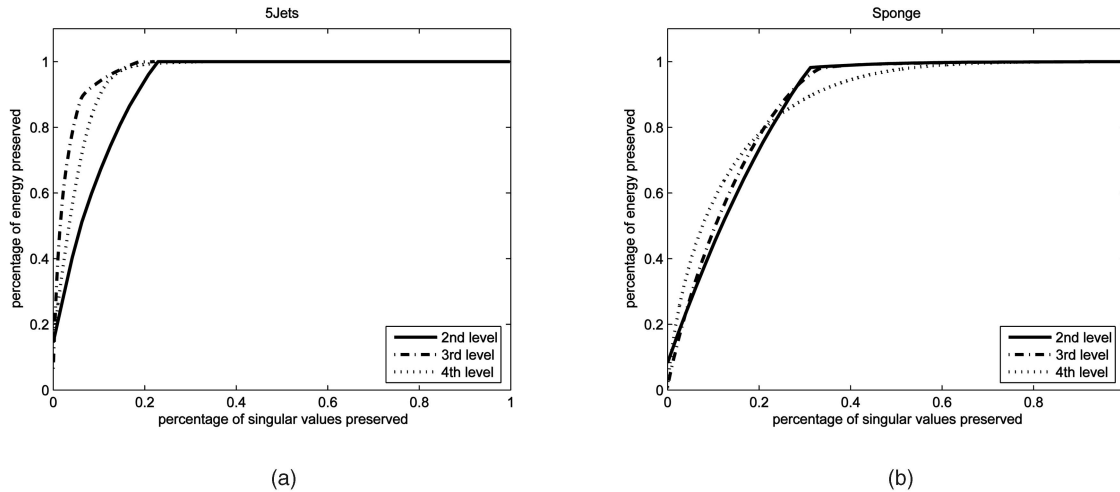 5Jets
percentage of energy preserved
1
0.8
0.6
0.4
0.2
0
0 0.2 0.4 0.6 0.8 1
percentage of singular values preserved
2nd level
3rd level
4th level
(a)
Sponge
percentage of energy preserved
1
0.8
0.6
0.4
0.2
0
0 0.2 0.4 0.6 0.8
percentage of singular values preserved
2nd level
3rd level
4th level
(b)